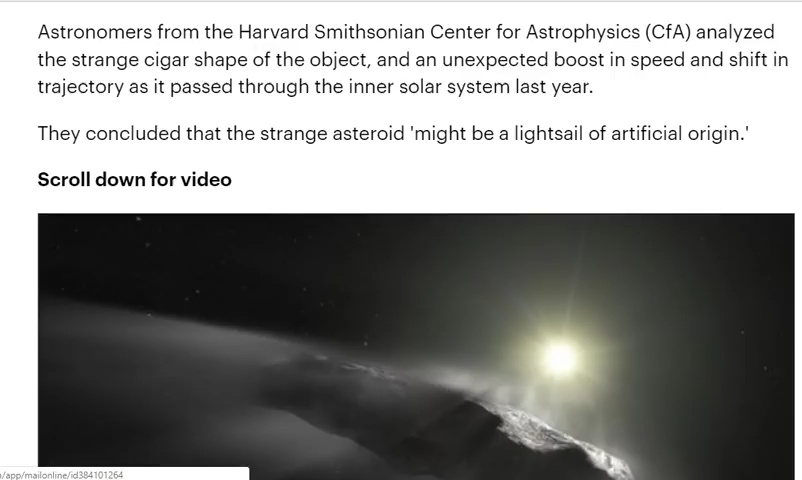 Astronomers from the Harvard Smithsonian Center for Astrophysics (CfA) analyzed
the strange cigar shape of the object, and an unexpected boost in speed and shift in
trajectory as it passed through the inner solar system last year.
They concluded that the strange asteroid 'might be a lightsail of artificial origin.'
Scroll down for video
/app/mailonline/id384101264